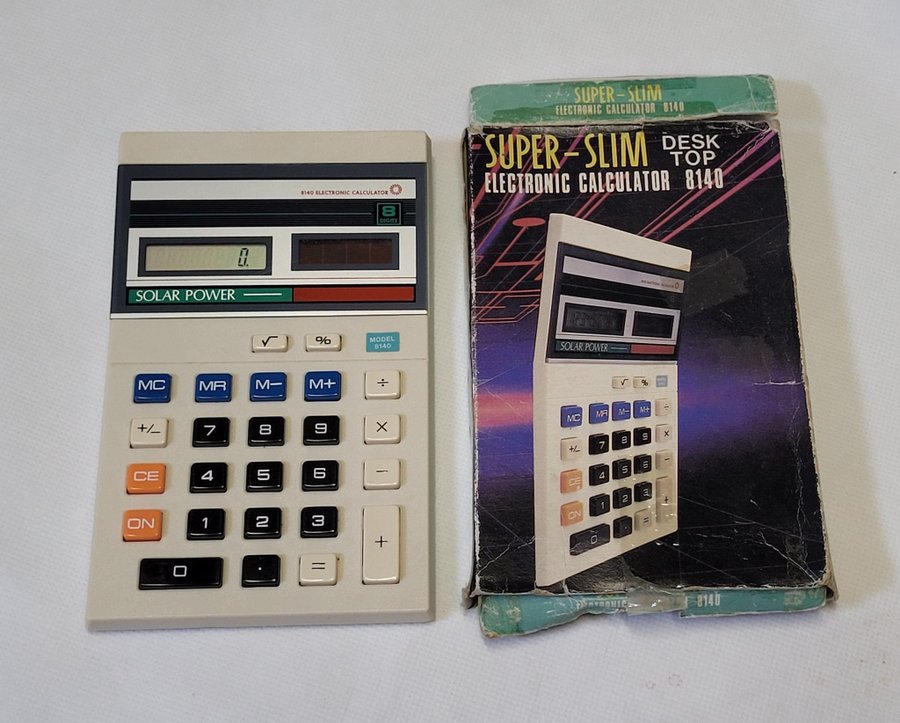 8140 ELECTRONIC CALCULATOR
8
DIGITS
0.
SOLAR POWER
√ %
MODEL
8140
MC MR M− M+ ÷
+/− 7 8 9 ×
CE 4 5 6 −
ON 1 2 3 +
0 . =
SUPER-SLIM
ELECTRONIC CALCULATOR 8140
SUPER-SLIM DESK TOP
ELECTRONIC CALCULATOR 8140
SOLAR POWER
√ %
MC MR M− M+ ÷
+/− 7 8 9 ×
CE 4 5 6 −
ON 1 2 3 +
0 . =
8140